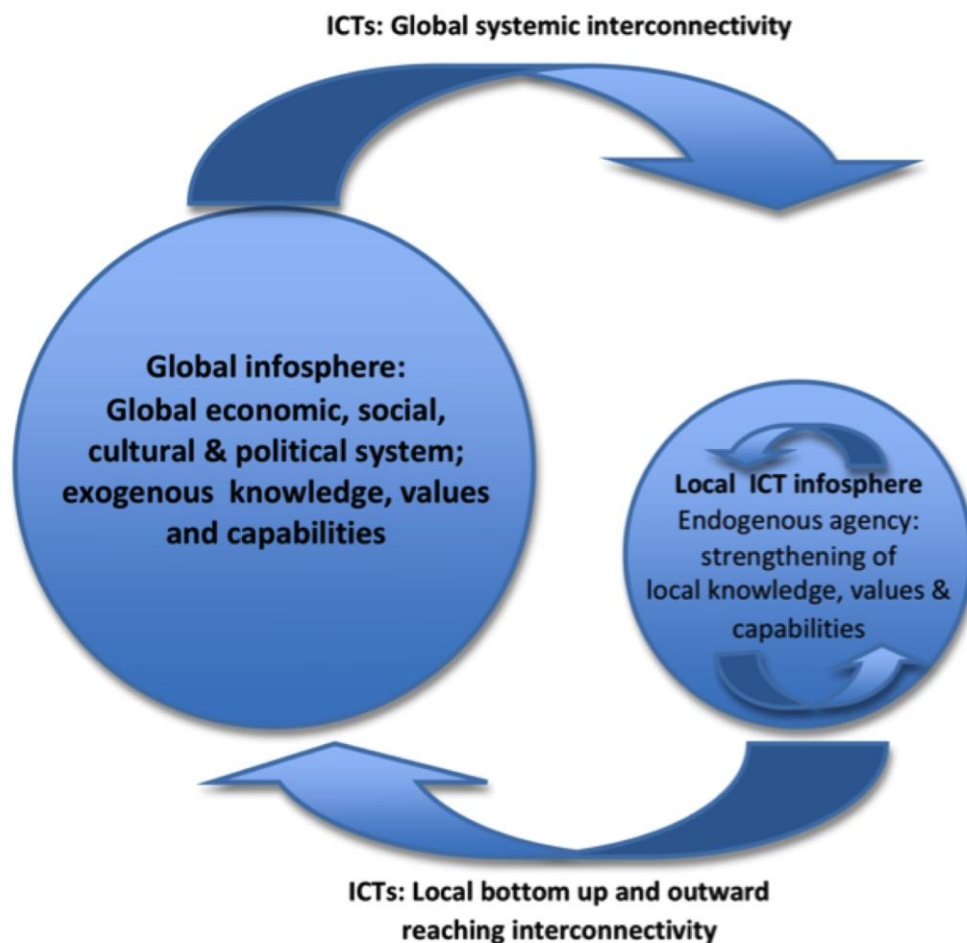 ICTs: Global systemic interconnectivity
Global infosphere:
Global economic, social,
cultural & political system;
exogenous knowledge, values
and capabilities
Local ICT infosphere
Endogenous agency:
strengthening of
local knowledge, values &
capabilities
ICTs: Local bottom up and outward
reaching interconnectivity